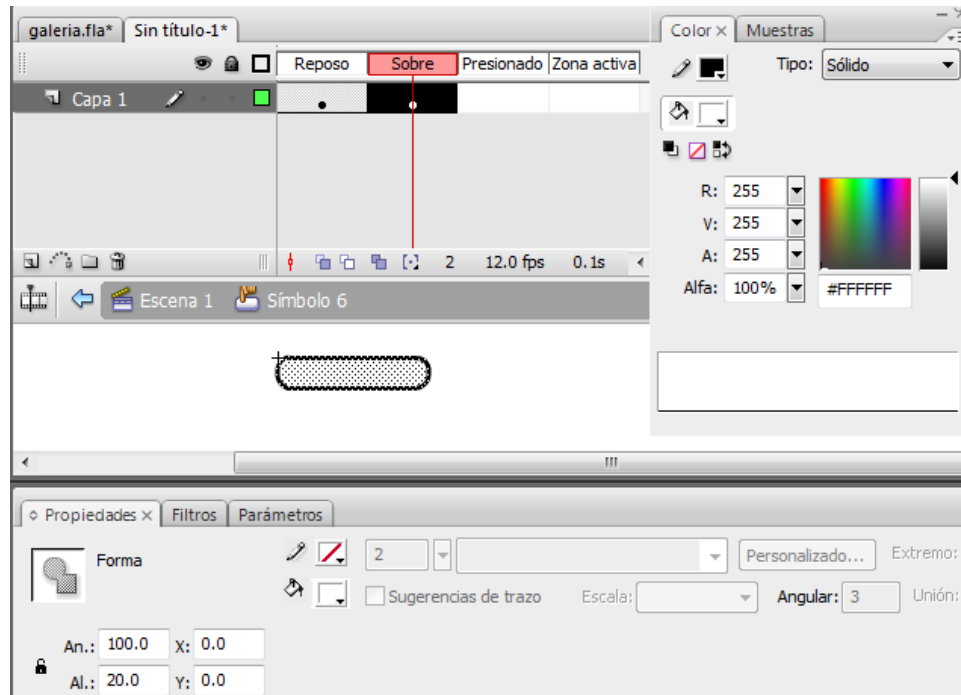 galeria.fla* Sin título-1*
Color × Muestras
Reposo Sobre Presionado Zona activa
Tipo: Sólido
Capa 1
R: 255
V: 255
A: 255
2 12.0 fps 0.1s
Alfa: 100% #FFFFFF
Escena 1 Símbolo 6
Propiedades × Filtros Parámetros
Forma
2 Personalizado... Extremo:
Sugerencias de trazo Escala: Angular: 3 Unión:
An.: 100.0 X: 0.0
Al.: 20.0 Y: 0.0